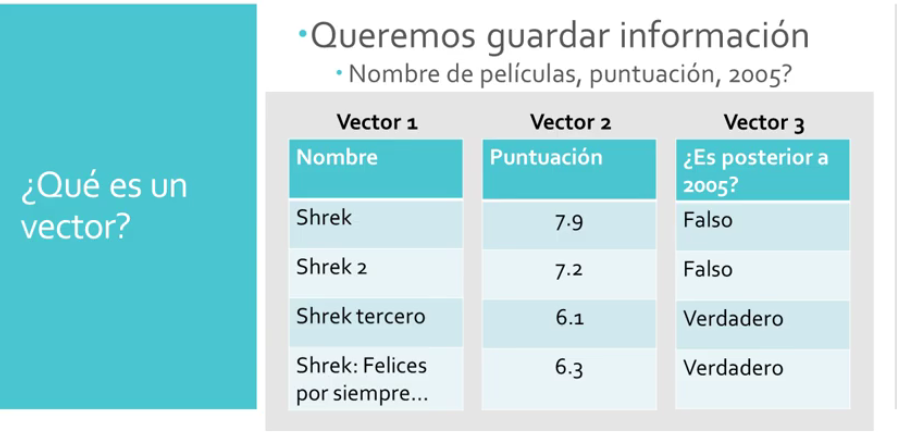 ¿Qué es un
vector?
•Queremos guardar información
• Nombre de películas, puntuación, 2005?
Vector 1 Vector 2 Vector 3
Nombre Puntuación ¿Es posterior a
2005?
Shrek 7.9 Falso
Shrek 2 7.2 Falso
Shrek tercero 6.1 Verdadero
Shrek: Felices 6.3 Verdadero
por siempre...